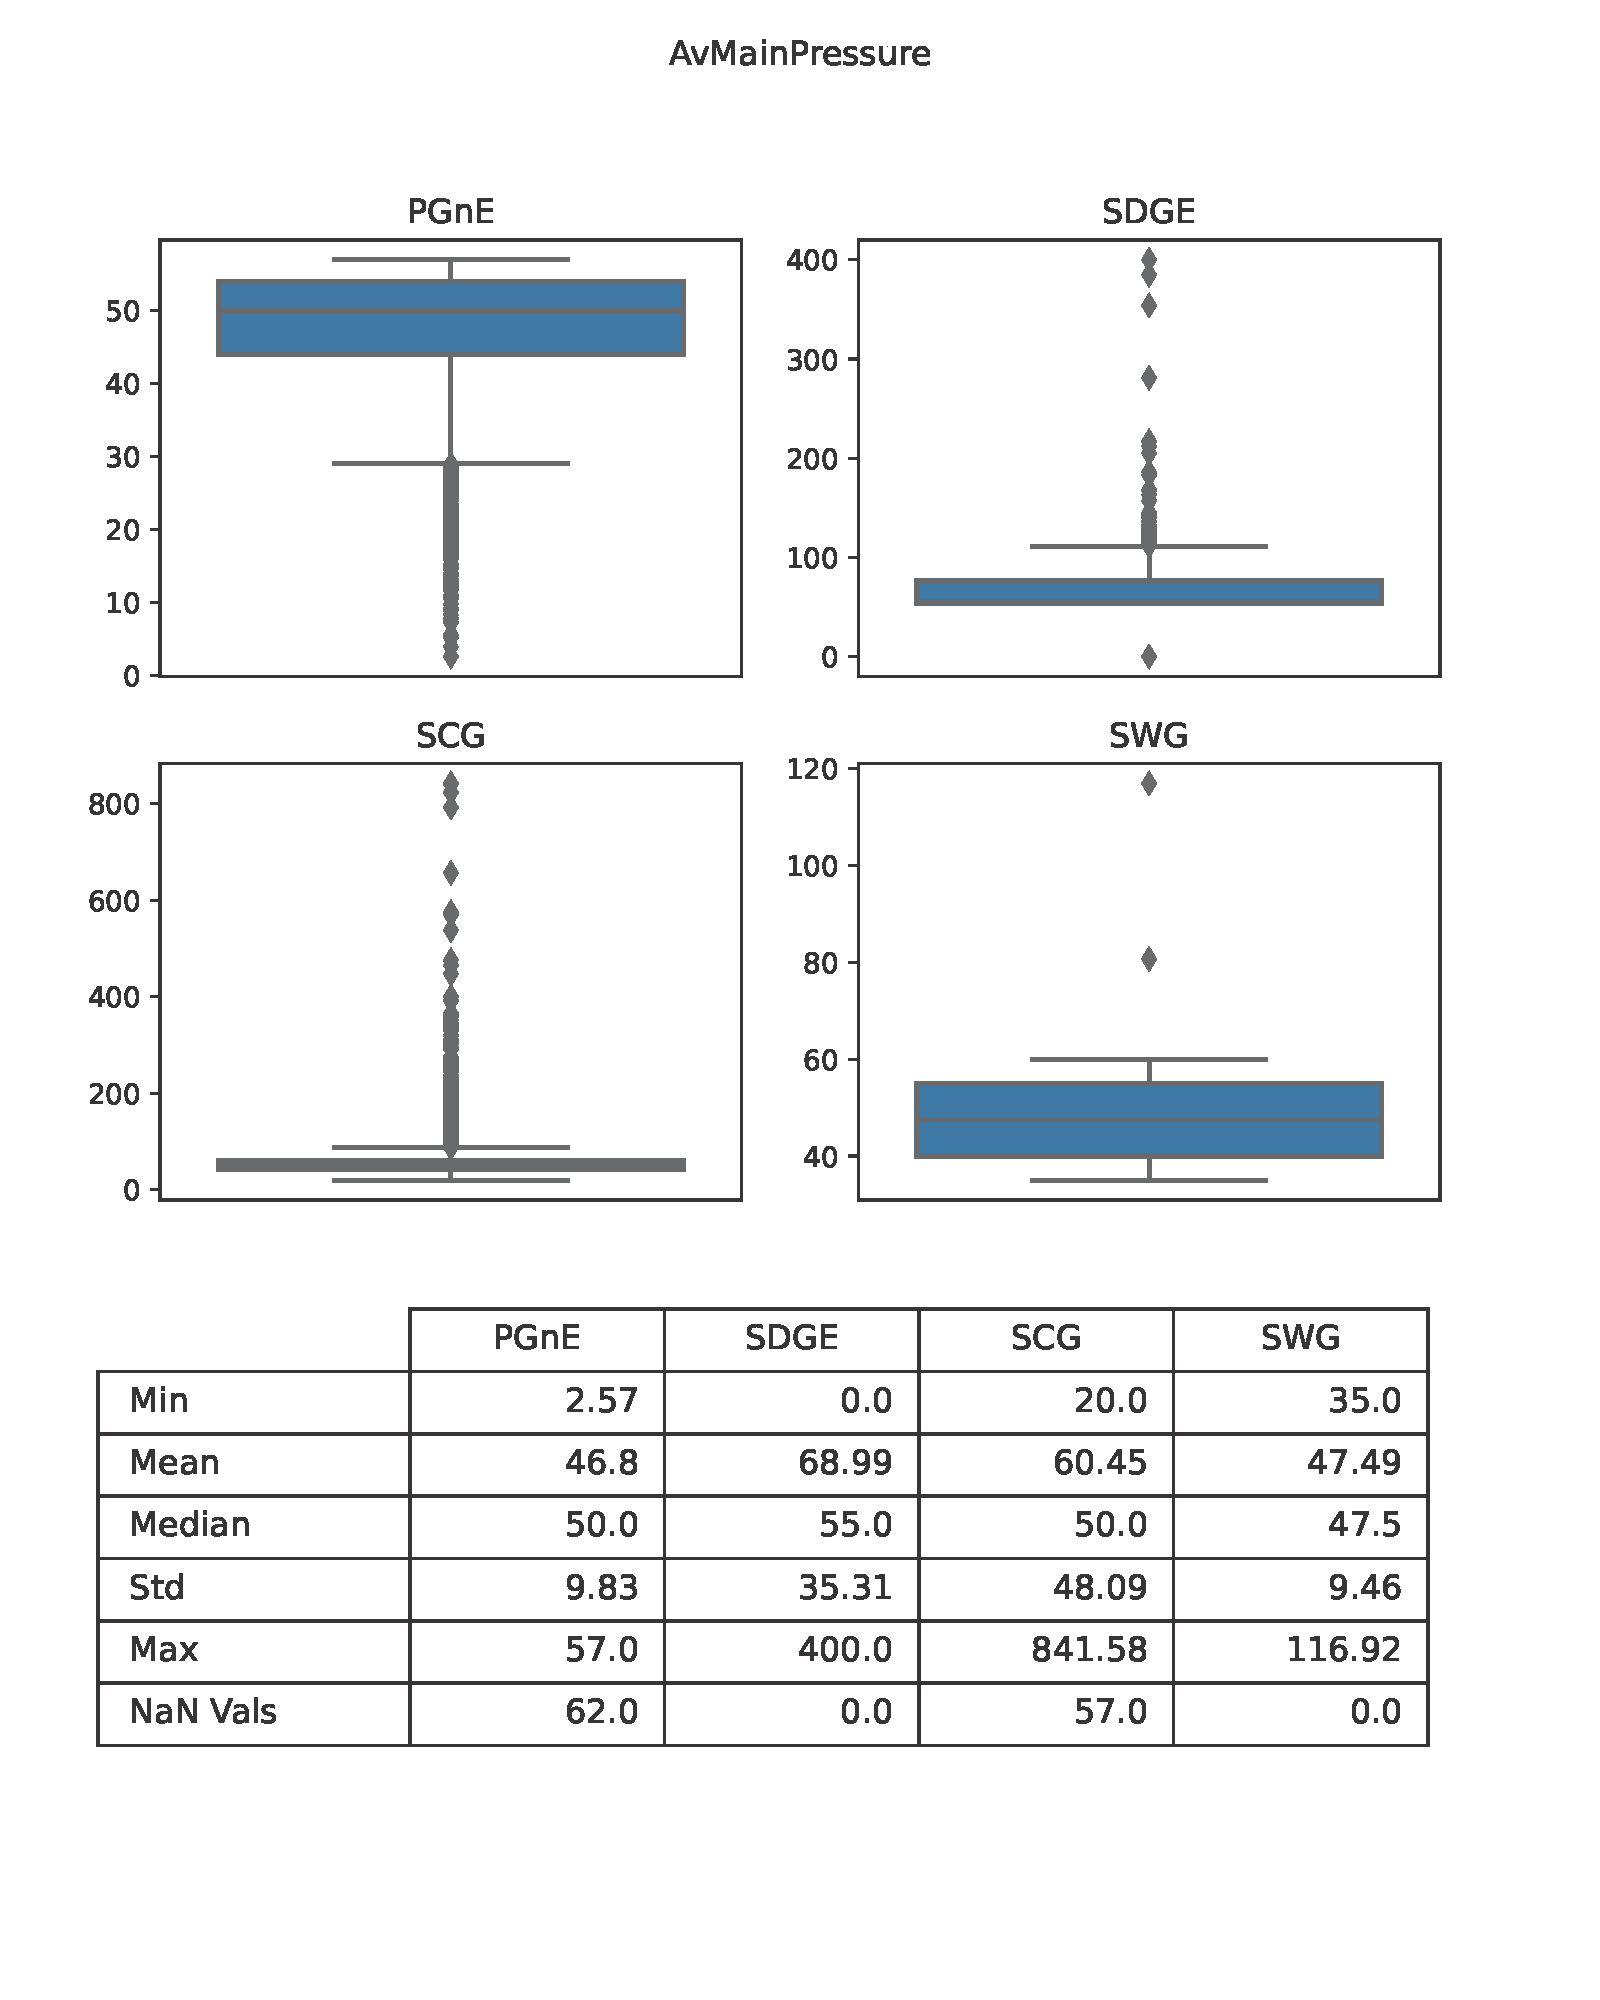 AvMainPressure
PGnE
50
40
30
20
10
0
SDGE
400
300
200
100
0
SCG
800
600
400
200
0
SWG
120
100
80
60
40
PGnE SDGE SCG SWG
Min 2.57 0.0 20.0 35.0
Mean 46.8 68.99 60.45 47.49
Median 50.0 55.0 50.0 47.5
Std 9.83 35.31 48.09 9.46
Max 57.0 400.0 841.58 116.92
NaN Vals 62.0 0.0 57.0 0.0